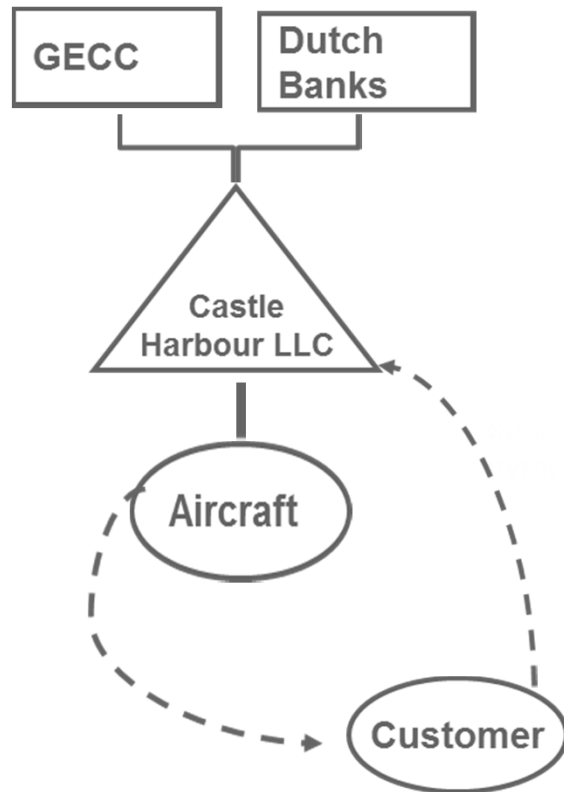 GECC
Dutch
Banks
Castle
Harbour LLC
Aircraft
Customer